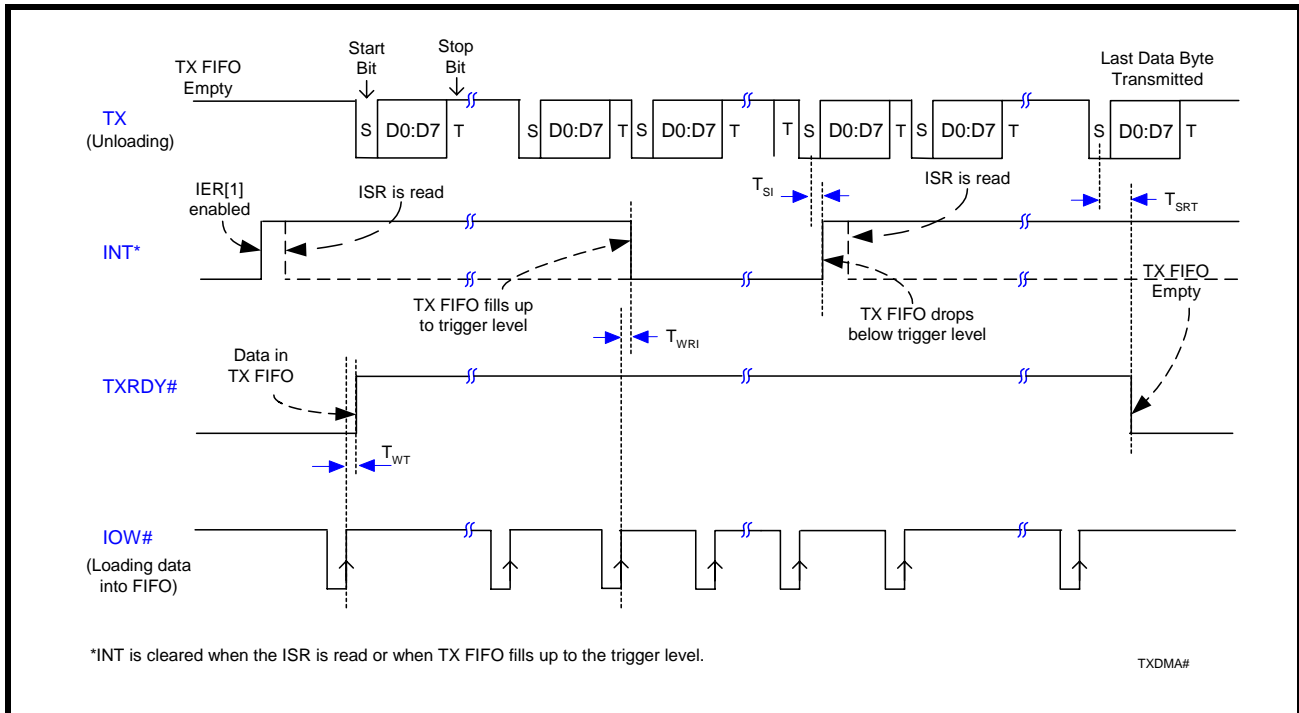 Start
Bit
Stop
Bit
TX FIFO
Empty
Last Data Byte
Transmitted
TX
(Unloading)
S D0:D7 T S D0:D7 T S D0:D7 T T S D0:D7 T S D0:D7 T S D0:D7 T
IER[1]
enabled
ISR is read
TSI
ISR is read
TSRT
INT*
TX FIFO fills up
to trigger level
TX FIFO drops
below trigger level
TX FIFO
Empty
TWRI
Data in
TX FIFO
TXRDY#
TWT
IOW#
(Loading data
into FIFO)
*INT is cleared when the ISR is read or when TX FIFO fills up to the trigger level.
TXDMA#